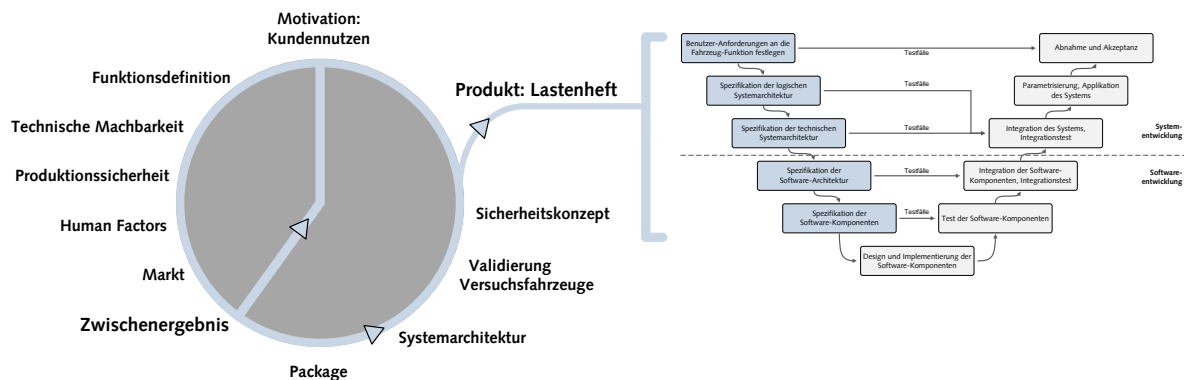 Motivation:
Kundennutzen
Funktionsdefinition
Technische Machbarkeit
Produktionssicherheit
Human Factors
Markt
Zwischenergebnis
Package
Systemarchitektur
Validierung
Versuchsfahrzeuge
Sicherheitskonzept
Produkt: Lastenheft
Benutzer-Anforderungen an die
Fahrzeug-Funktion festlegen
Testfälle
Abnahme und Akzeptanz
Spezifikation der logischen
Systemarchitektur
Testfälle
Parametrisierung, Applikation
des Systems
Spezifikation der technischen
Systemarchitektur
Testfälle
Integration des Systems,
Integrationstest
System-
entwicklung
Software-
entwicklung
Spezifikation der
Software-Architektur
Testfälle
Integration der Software-
Komponenten, Integrationstest
Spezifikation der
Software-Komponenten
Testfälle
Test der Software-Komponenten
Design und Implementierung der
Software-Komponenten